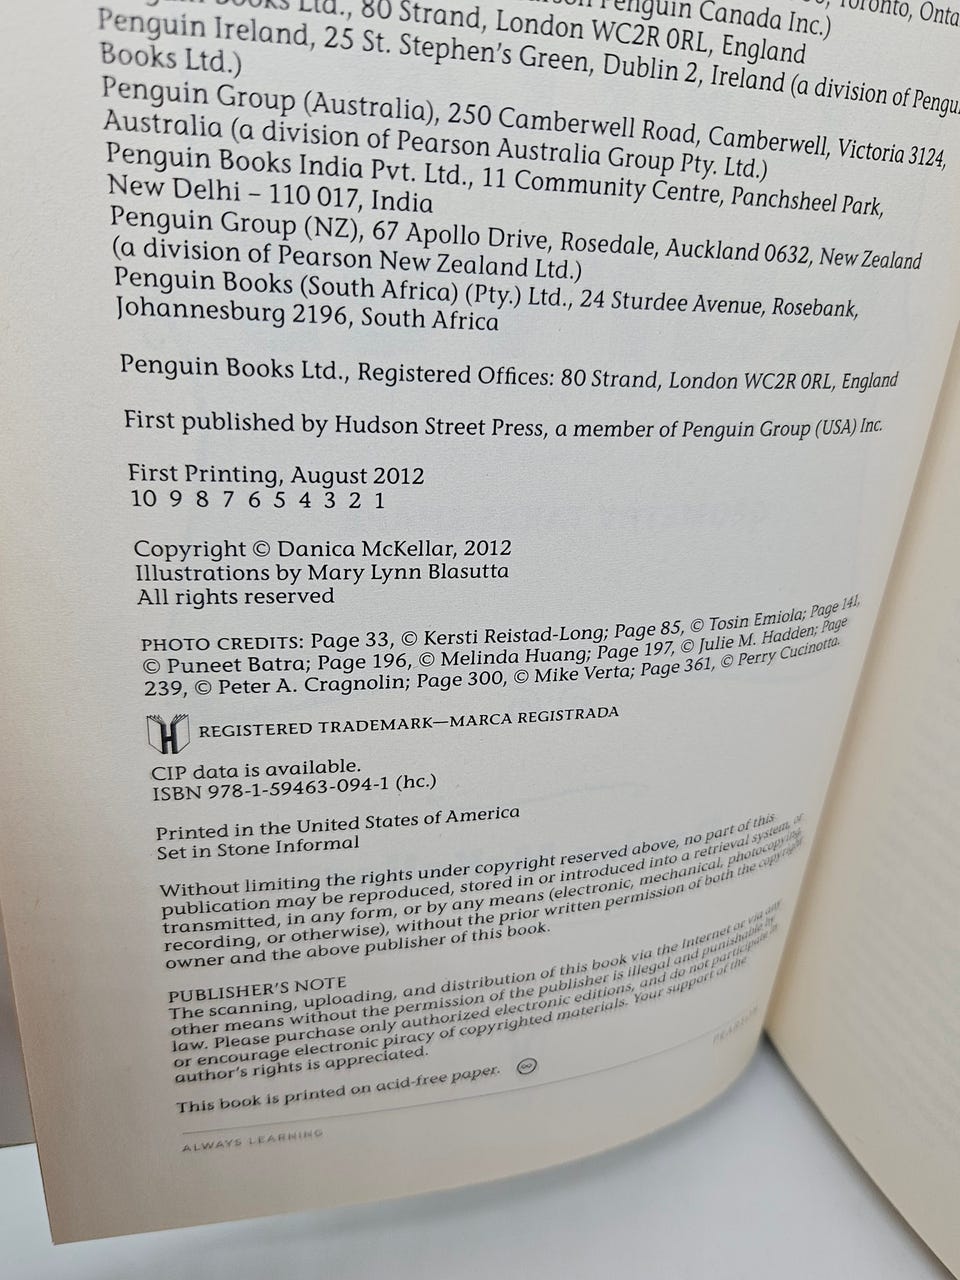 Books Ltd., 80 Strand, London WC2R 0RL, England
Penguin Canada Inc.)
Toronto,
Penguin Ireland, 25 St. Stephen's Green, Dublin 2, Ireland (a division of
Books Ltd.)
Penguin Group (Australia), 250 Camberwell Road, Camberwell, Victoria 3124,
Australia (a division of Pearson Australia Group Pty. Ltd.)
Penguin Books India Pvt. Ltd., 11 Community Centre, Panchsheel Park,
New Delhi – 110 017, India
Penguin Group (NZ), 67 Apollo Drive, Rosedale, Auckland 0632, New Zealand
(a division of Pearson New Zealand Ltd.)
Penguin Books (South Africa) (Pty.) Ltd., 24 Sturdee Avenue, Rosebank,
Johannesburg 2196, South Africa
Penguin Books Ltd., Registered Offices: 80 Strand, London WC2R 0RL, England
First published by Hudson Street Press, a member of Penguin Group (USA) Inc.
First Printing, August 2012
10 9 8 7 6 5 4 3 2 1
Copyright © Danica McKellar, 2012
Illustrations by Mary Lynn Blasutta
All rights reserved
PHOTO CREDITS: Page 33, © Kersti Reistad-Long; Page 85, © Tosin Emiola; Page 141,
© Puneet Batra; Page 196, © Melinda Huang; Page 197, © Julie M. Hadden; Page
239, © Peter A. Cragnolin; Page 300, © Mike Verta; Page 361, © Perry Cucinotta.
H REGISTERED TRADEMARK—MARCA REGISTRADA
CIP data is available.
ISBN 978-1-59463-094-1 (hc.)
Printed in the United States of America
Set in Stone Informal
Without limiting the rights under copyright reserved above, no part of this
publication may be reproduced, stored in or introduced into a retrieval system, or
transmitted, in any form, or by any means (electronic, mechanical, photocopying,
recording, or otherwise), without the prior written permission of both the copyright
owner and the above publisher of this book.
PUBLISHER'S NOTE
The scanning, uploading, and distribution of this book via the Internet or via any
other means without the permission of the publisher is illegal and punishable by
law. Please purchase only authorized electronic editions, and do not participate in
or encourage electronic piracy of copyrighted materials. Your support of the
author's rights is appreciated.
This book is printed on acid-free paper.
ALWAYS LEARNING
PEARSON